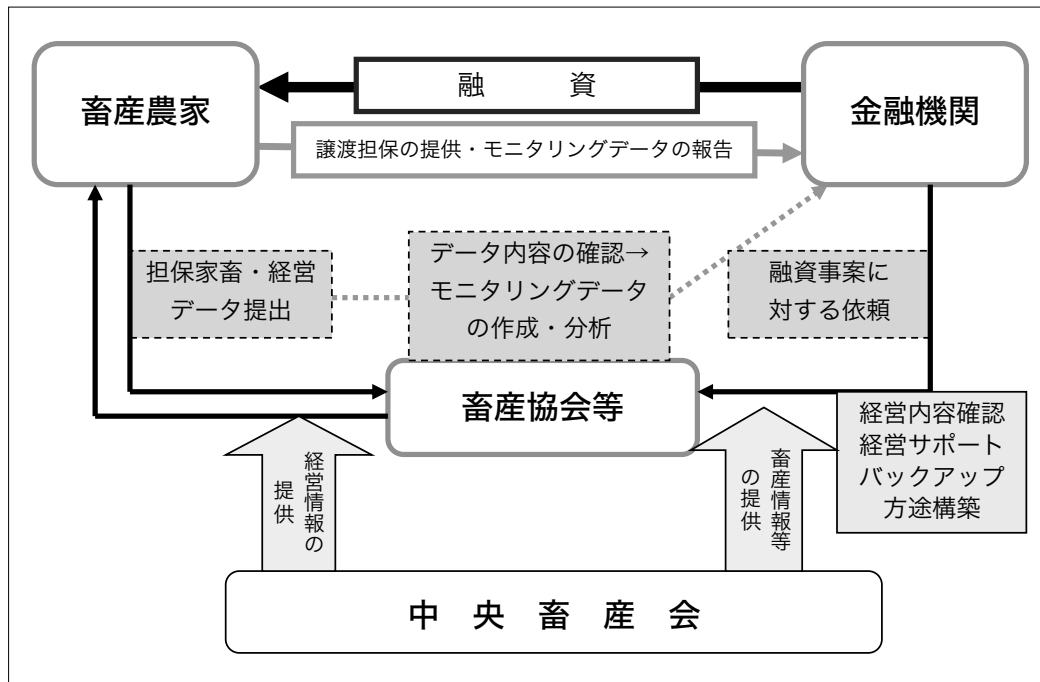 畜産農家
融　　資
金融機関
譲渡担保の提供・モニタリングデータの報告
担保家畜・経営
データ提出
データ内容の確認→
モニタリングデータ
の作成・分析
融資事案に
対する依頼
畜産協会等
経営内容確認
経営サポート
バックアップ
方途構築
経営情報の
提供
畜産情報等
の提供
中　央　畜　産　会